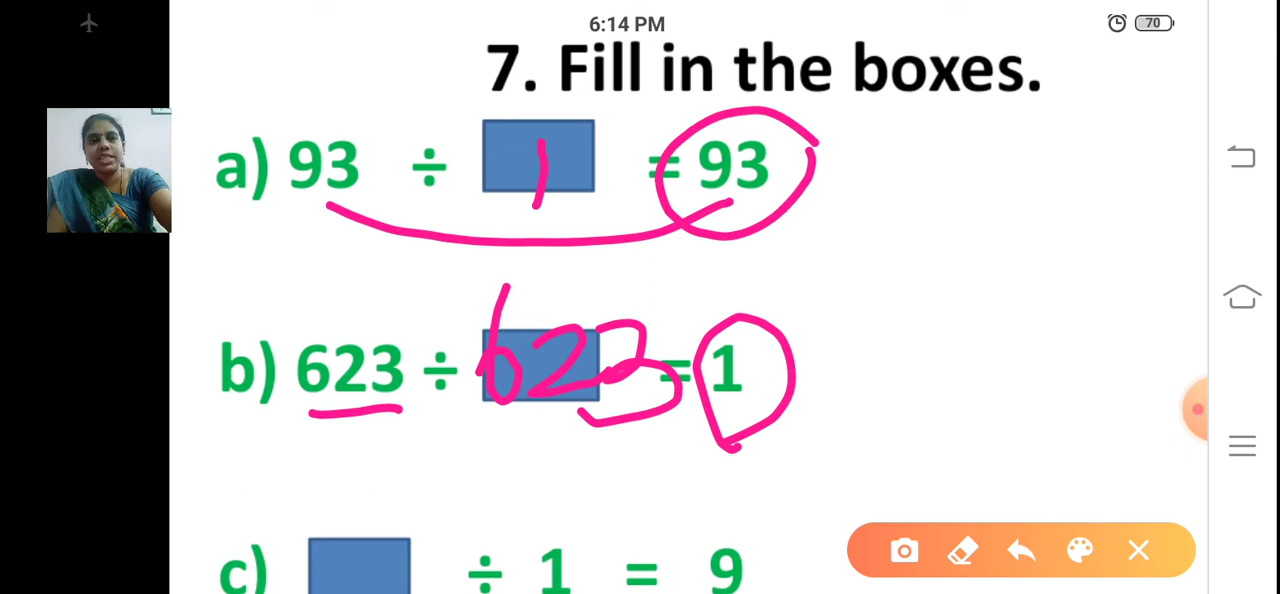 6:14 PM
70
7. Fill in the boxes.
a) 93 ÷ 1 = 93
b) 623 ÷ 623 = 1
c) ÷ 1 = 9